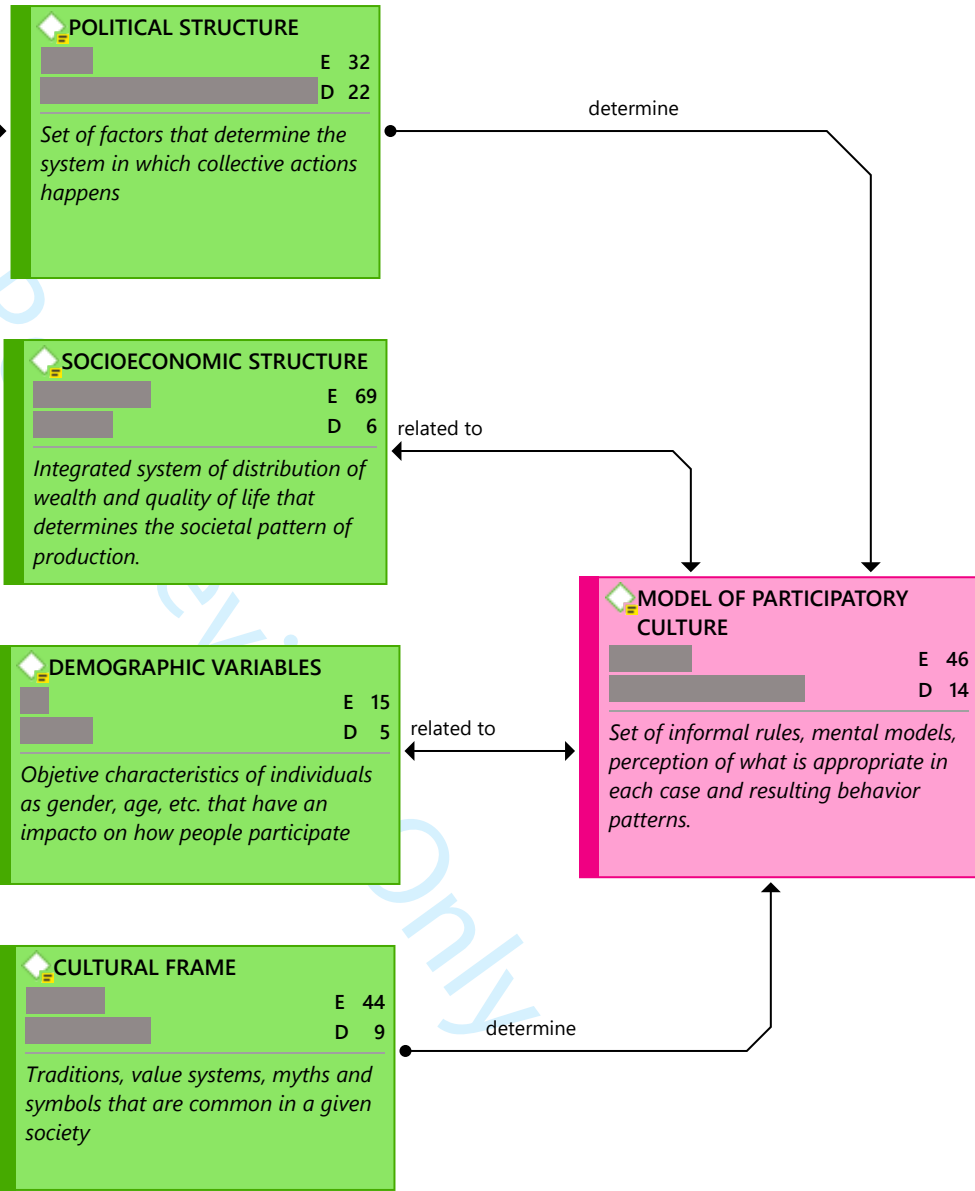 POLITICAL STRUCTURE
E 32
D 22
Set of factors that determine the
system in which collective actions
happens
determine
SOCIOECONOMIC STRUCTURE
E 69
D 6
Integrated system of distribution of
wealth and quality of life that
determines the societal pattern of
production.
related to
MODEL OF PARTICIPATORY
CULTURE
E 46
D 14
Set of informal rules, mental models,
perception of what is appropriate in
each case and resulting behavior
patterns.
DEMOGRAPHIC VARIABLES
E 15
D 5
Objetive characteristics of individuals
as gender, age, etc. that have an
impacto on how people participate
related to
CULTURAL FRAME
E 44
D 9
Traditions, value systems, myths and
symbols that are common in a given
society
determine
Only